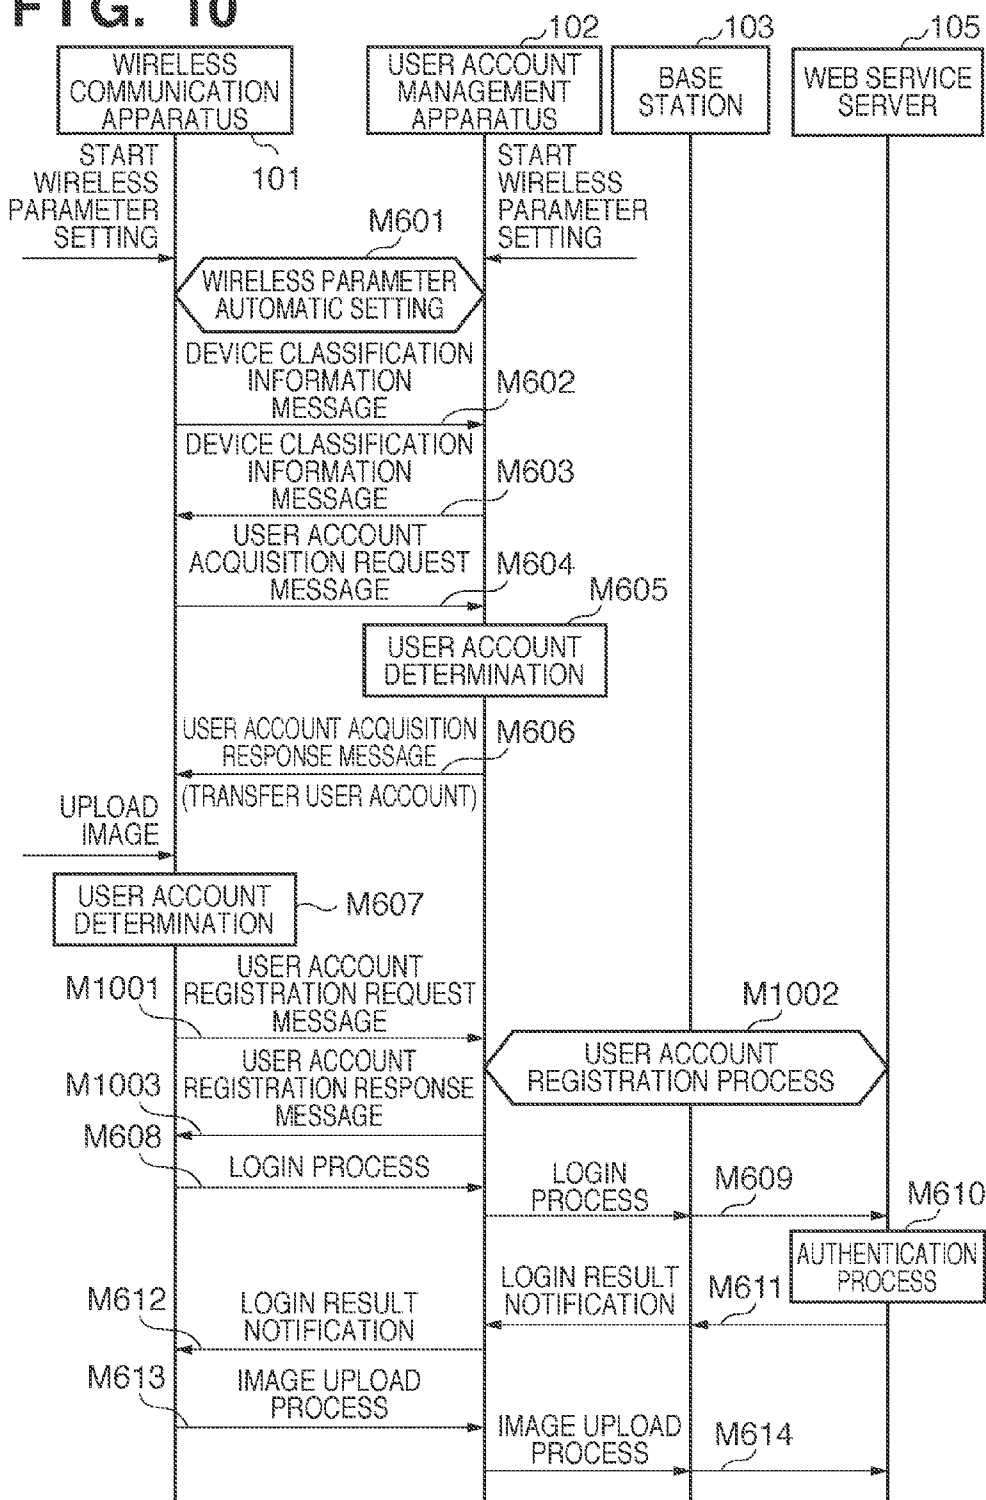 FIG. 10
102
103
105
WIRELESS
COMMUNICATION
APPARATUS
USER ACCOUNT
MANAGEMENT
APPARATUS
BASE
STATION
WEB SERVICE
SERVER
101
START
WIRELESS
PARAMETER
SETTING
START
WIRELESS
PARAMETER
SETTING
M601
WIRELESS PARAMETER
AUTOMATIC SETTING
DEVICE CLASSIFICATION
INFORMATION
MESSAGE
M602
DEVICE CLASSIFICATION
INFORMATION
MESSAGE
M603
USER ACCOUNT
ACQUISITION REQUEST
MESSAGE
M604
M605
USER ACCOUNT
DETERMINATION
USER ACCOUNT ACQUISITION
RESPONSE MESSAGE
M606
(TRANSFER USER ACCOUNT)
UPLOAD
IMAGE
USER ACCOUNT
DETERMINATION
M607
M1001
USER ACCOUNT
REGISTRATION REQUEST
MESSAGE
M1002
USER ACCOUNT
REGISTRATION PROCESS
M1003
USER ACCOUNT
REGISTRATION RESPONSE
MESSAGE
M608
LOGIN PROCESS
LOGIN
PROCESS
M609
M610
AUTHENTICATION
PROCESS
LOGIN RESULT
NOTIFICATION
M611
M612
LOGIN RESULT
NOTIFICATION
M613
IMAGE UPLOAD
PROCESS
IMAGE UPLOAD
PROCESS
M614